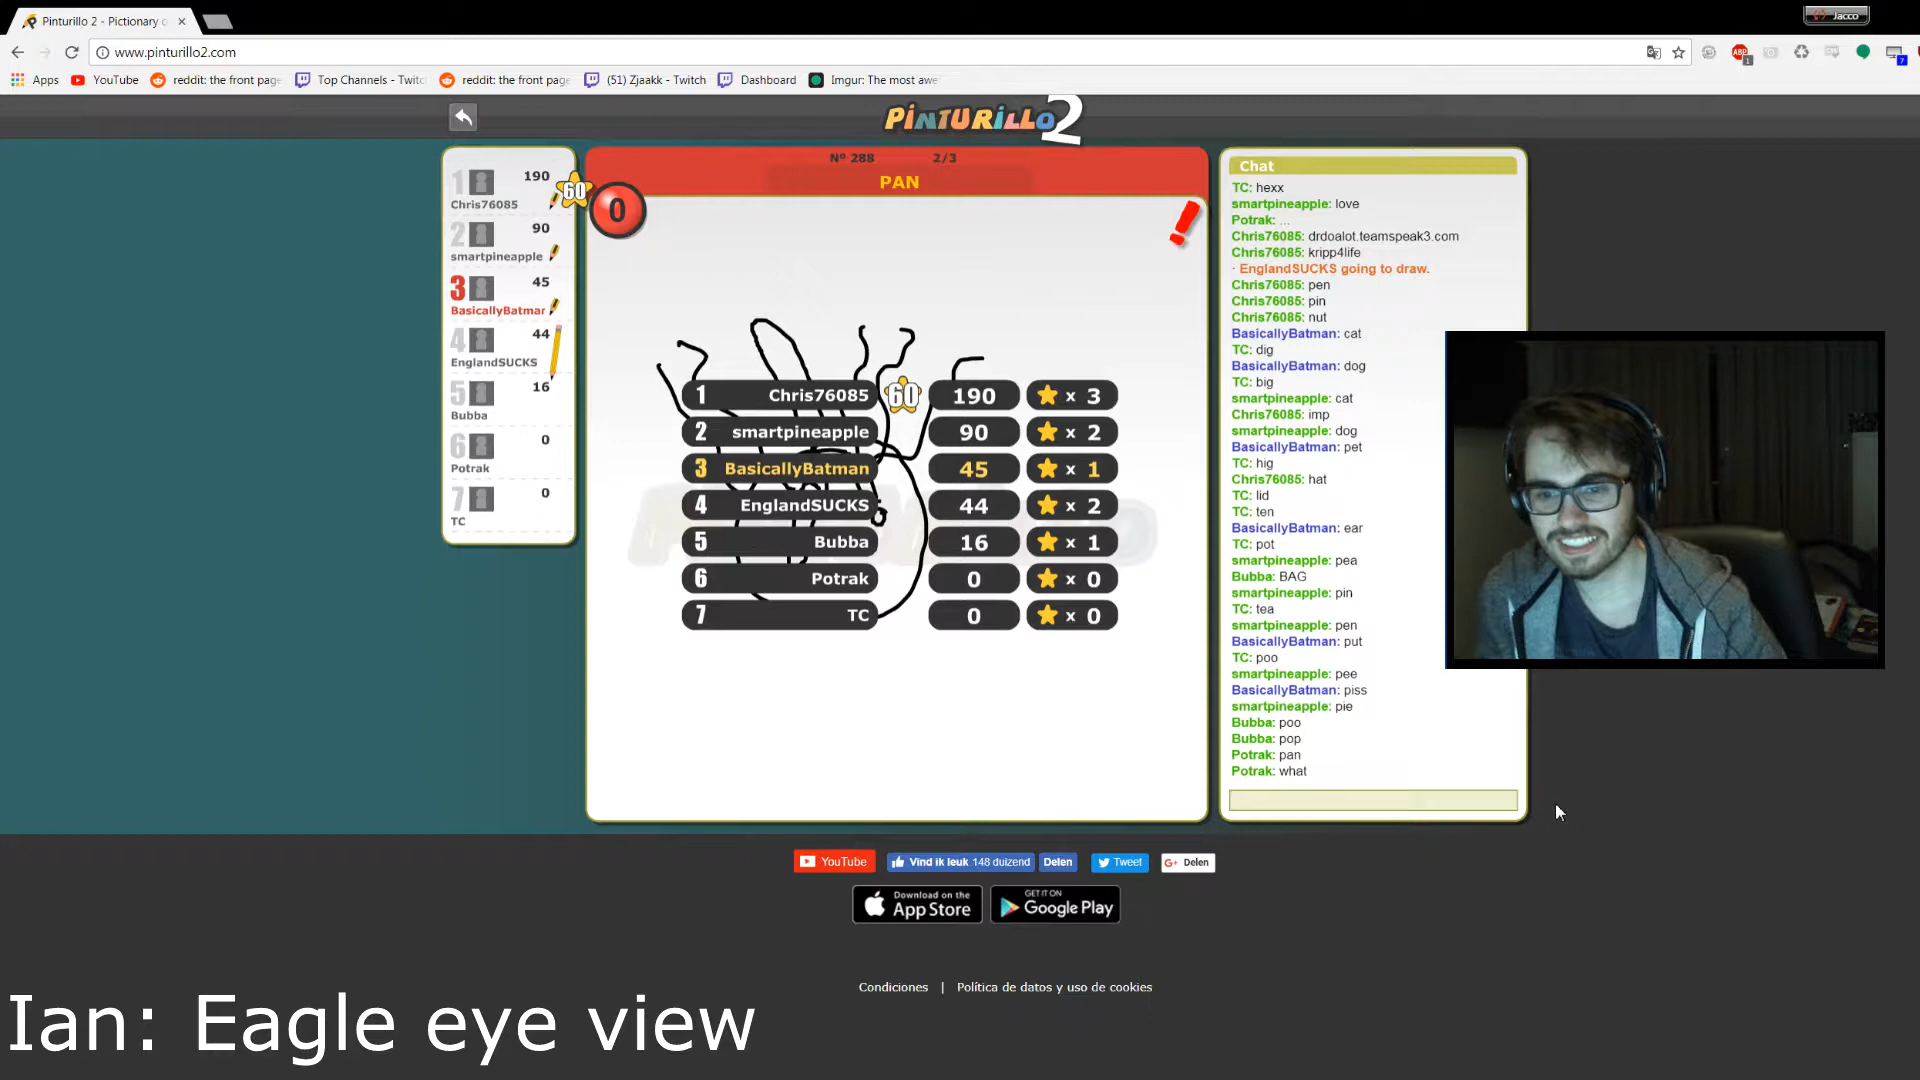 Pinturillo 2 - Pictionary o
Jacco
www.pinturillo2.com
Apps YouTube reddit: the front page Top Channels - Twitc reddit: the front page (51) Zjaakk - Twitch Dashboard Imgur: The most awe
ABP 1 7
PINTURILLO 2
1 190
Chris76085
60
2 90
smartpineapple
3 45
BasicallyBatman
4 44
EnglandSUCKS
5 16
Bubba
6 0
Potrak
7 0
TC
Nº 288 2/3
PAN
0
!
1 Chris76085 60 190 x 3
2 smartpineapple 90 x 2
3 BasicallyBatman 45 x 1
4 EnglandSUCKS 44 x 2
5 Bubba 16 x 1
6 Potrak 0 x 0
7 TC 0 x 0
Chat
TC: hexx
smartpineapple: love
Potrak: ...
Chris76085: drdoalot.teamspeak3.com
Chris76085: kripp4life
· EnglandSUCKS going to draw.
Chris76085: pen
Chris76085: pin
Chris76085: nut
BasicallyBatman: cat
TC: dig
BasicallyBatman: dog
TC: big
smartpineapple: cat
Chris76085: imp
smartpineapple: dog
BasicallyBatman: pet
TC: hig
Chris76085: hat
TC: lid
TC: ten
BasicallyBatman: ear
TC: pot
smartpineapple: pea
Bubba: BAG
smartpineapple: pin
TC: tea
smartpineapple: pen
BasicallyBatman: put
TC: poo
smartpineapple: pee
BasicallyBatman: piss
smartpineapple: pie
Bubba: poo
Bubba: pop
Potrak: pan
Potrak: what
YouTube Vind ik leuk 148 duizend Delen Tweet G+ Delen
Download on the App Store
GET IT ON Google Play
Condiciones | Política de datos y uso de cookies
Ian: Eagle eye view